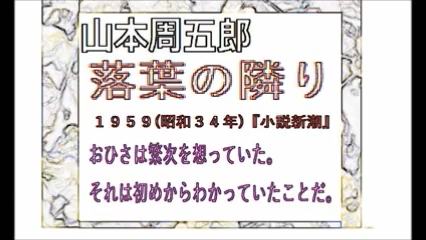 山本周五郎
落葉の隣り
１９５９(昭和３４年)『小説新潮』
おひさは繁次を想っていた。
それは初めからわかっていたことだ。